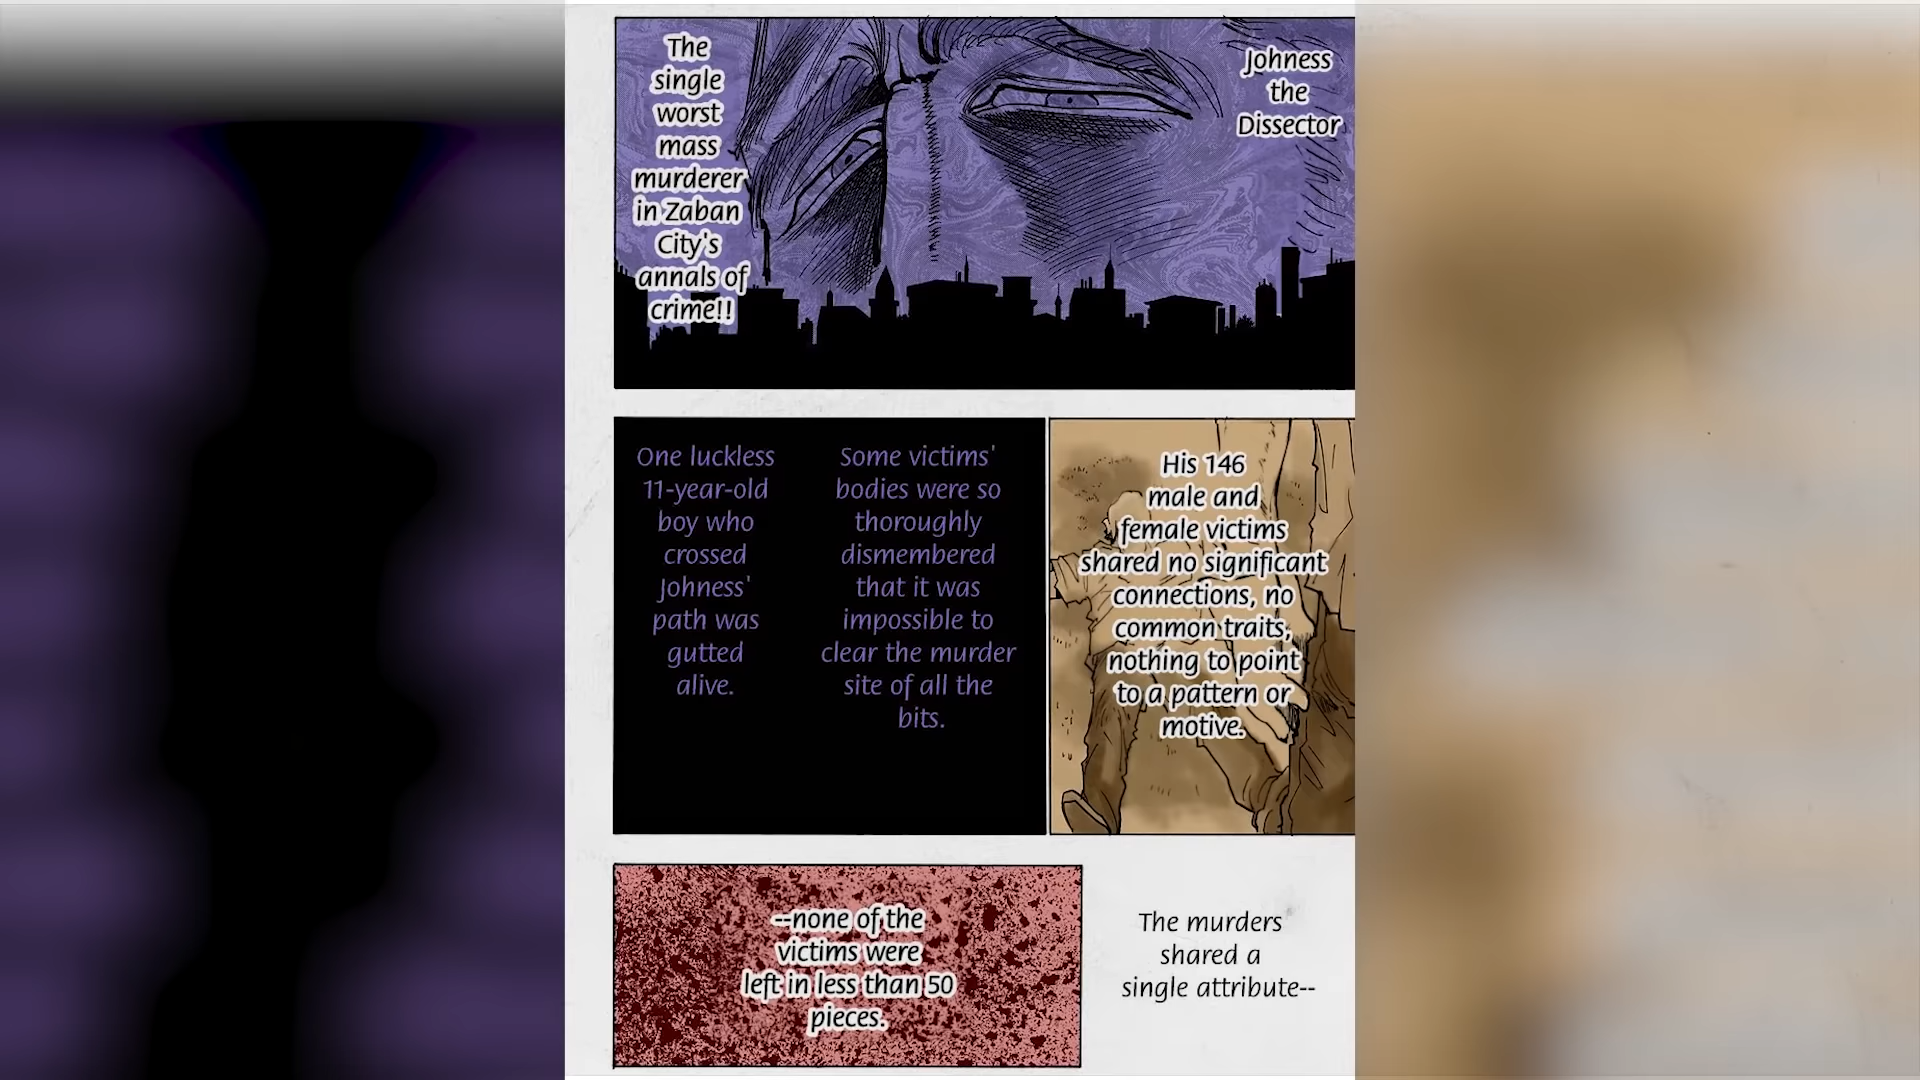 Johness
the
Dissector
The
single
worst
mass
murderer
in Zaban
City's
annals of
crime!!
His 146
male and
female victims
shared no significant
connections, no
common traits,
nothing to point
to a pattern or
motive.
Some victims'
bodies were so
thoroughly
dismembered
that it was
impossible to
clear the murder
site of all the
bits.
One luckless
11-year-old
boy who
crossed
Johness'
path was
gutted
alive.
The murders
shared a
single attribute--
--none of the
victims were
left in less than 50
pieces.